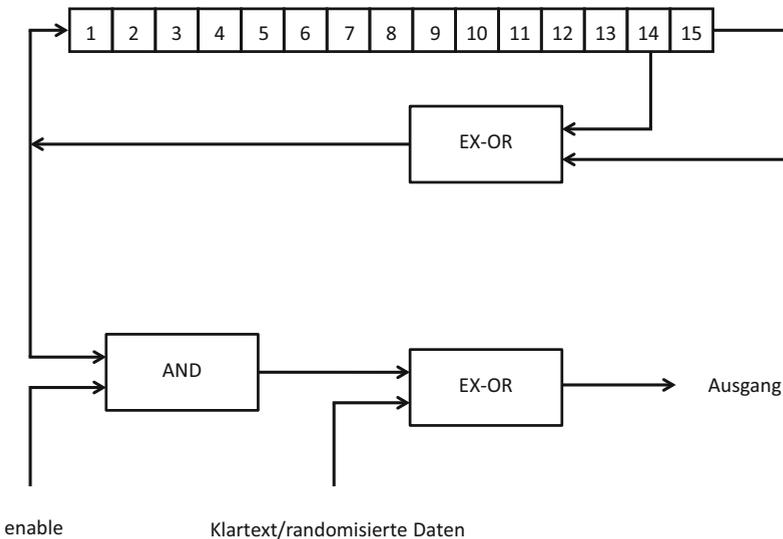 1 2 3 4 5 6 7 8 9 10 11 12 13 14 15
EX-OR
AND
EX-OR
Ausgang
enable
Klartext/randomisierte Daten